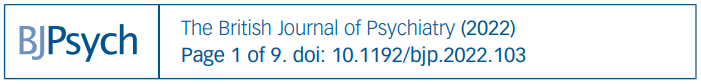 BJPsych
The British Journal of Psychiatry (2022)
Page 1 of 9. doi: 10.1192/bjp.2022.103